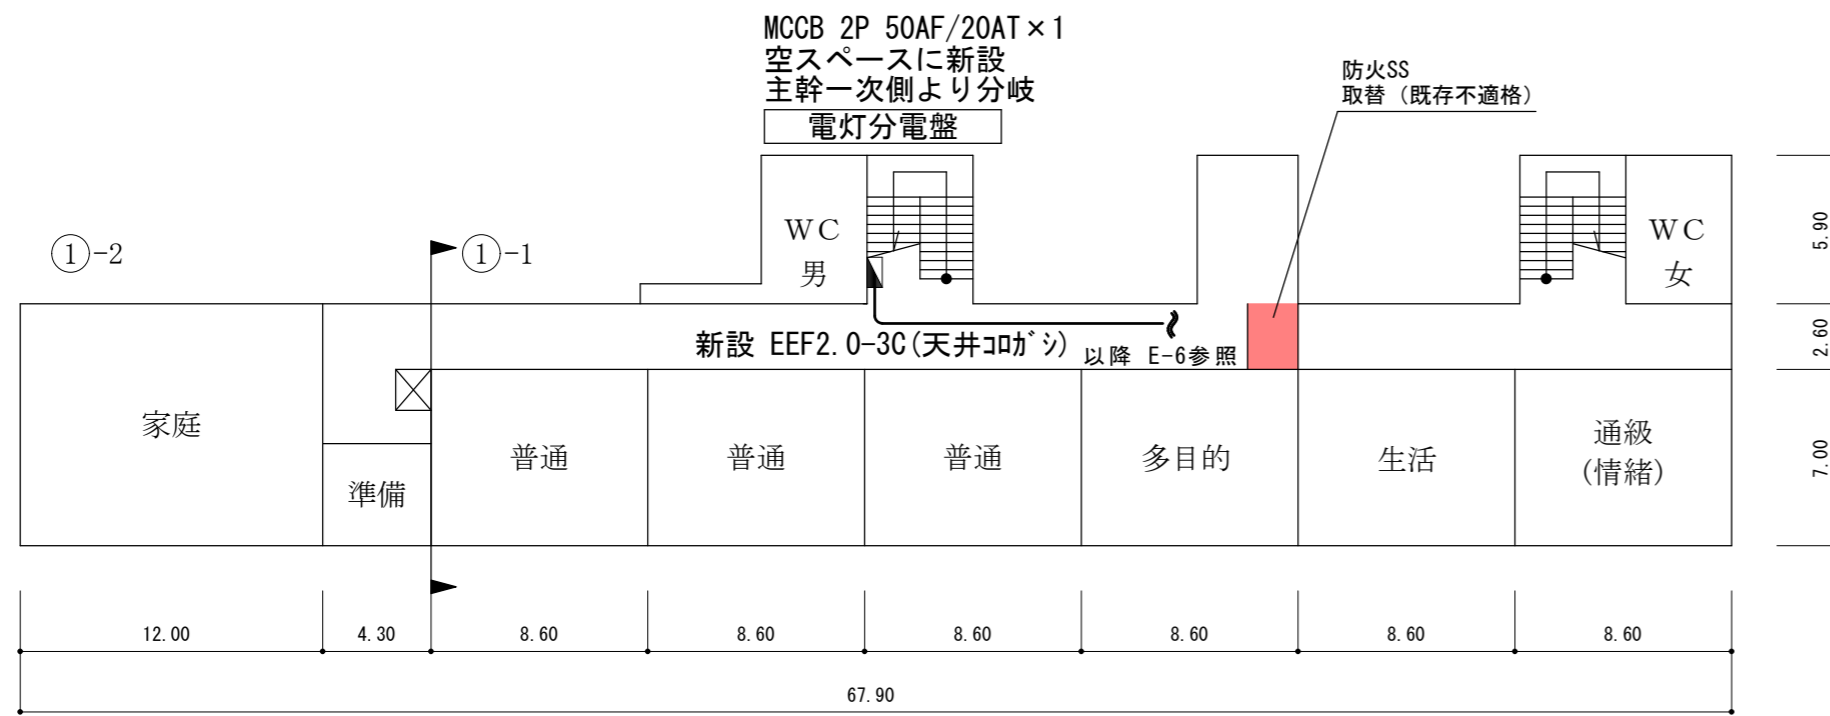 MCCB 2P 50AF/20AT×1
空スペースに新設
主幹一次側より分岐
電灯分電盤
防火SS
取替（既存不適格）
①-2
①-1
WC
男
WC
女
新設 EEF2.0-3C(天井ｺﾛｶﾞｼ)
以降 E-6参照
家庭
準備
普通
普通
普通
多目的
生活
通級
(情緒)
5.90
2.60
7.00
12.00
4.30
8.60
8.60
8.60
8.60
8.60
8.60
67.90